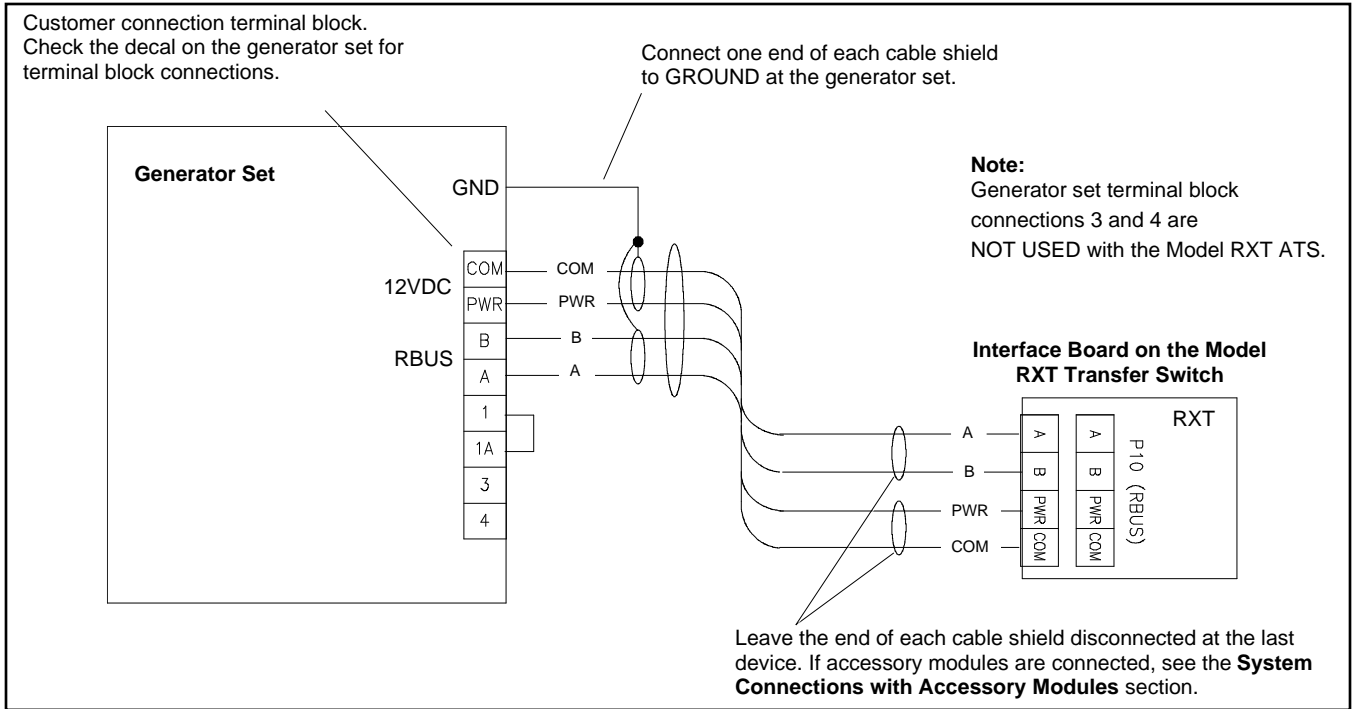 Customer connection terminal block.
Check the decal on the generator set for
terminal block connections.
Connect one end of each cable shield
to GROUND at the generator set.
Generator Set
GND
Note:
Generator set terminal block
connections 3 and 4 are
NOT USED with the Model RXT ATS.
12VDC
COM
COM
PWR
PWR
RBUS
B
B
A
A
1
1A
3
4
Interface Board on the Model
RXT Transfer Switch
RXT
A
A
A
B
B
B
PWR
PWR
PWR
COM
COM
COM
P10 (RBUS)
Leave the end of each cable shield disconnected at the last
device. If accessory modules are connected, see the System
Connections with Accessory Modules section.